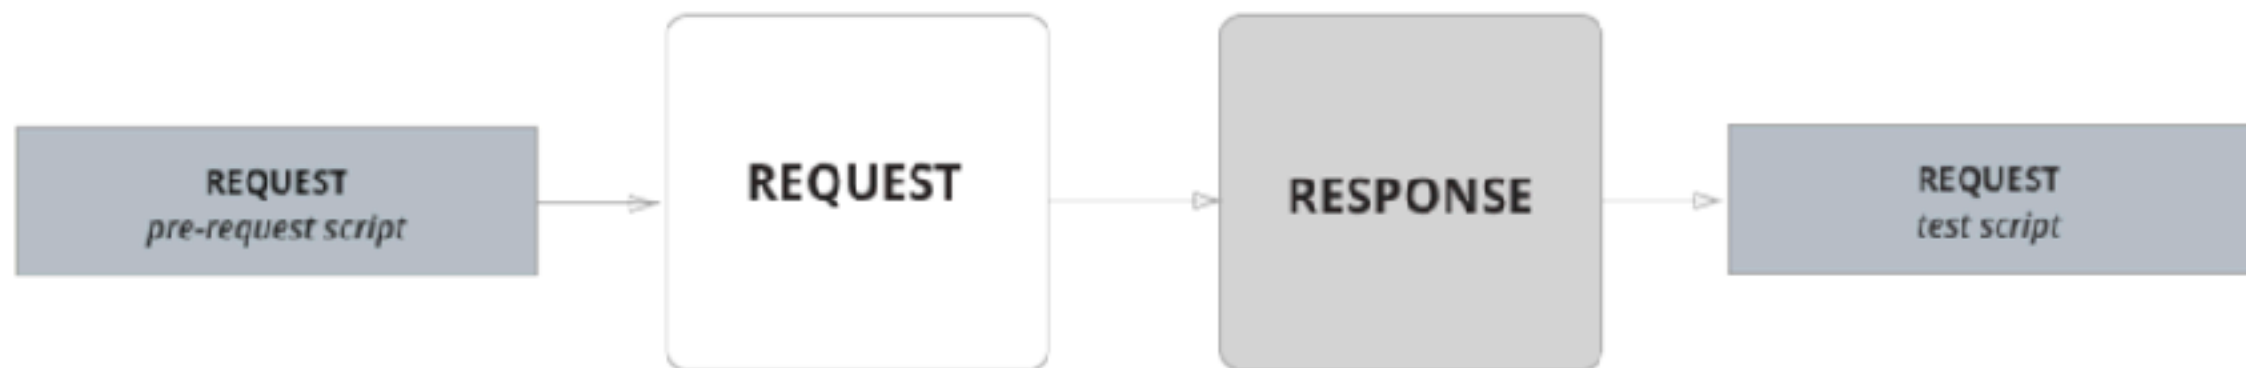 REQUEST
pre-request script
REQUEST
RESPONSE
REQUEST
test script